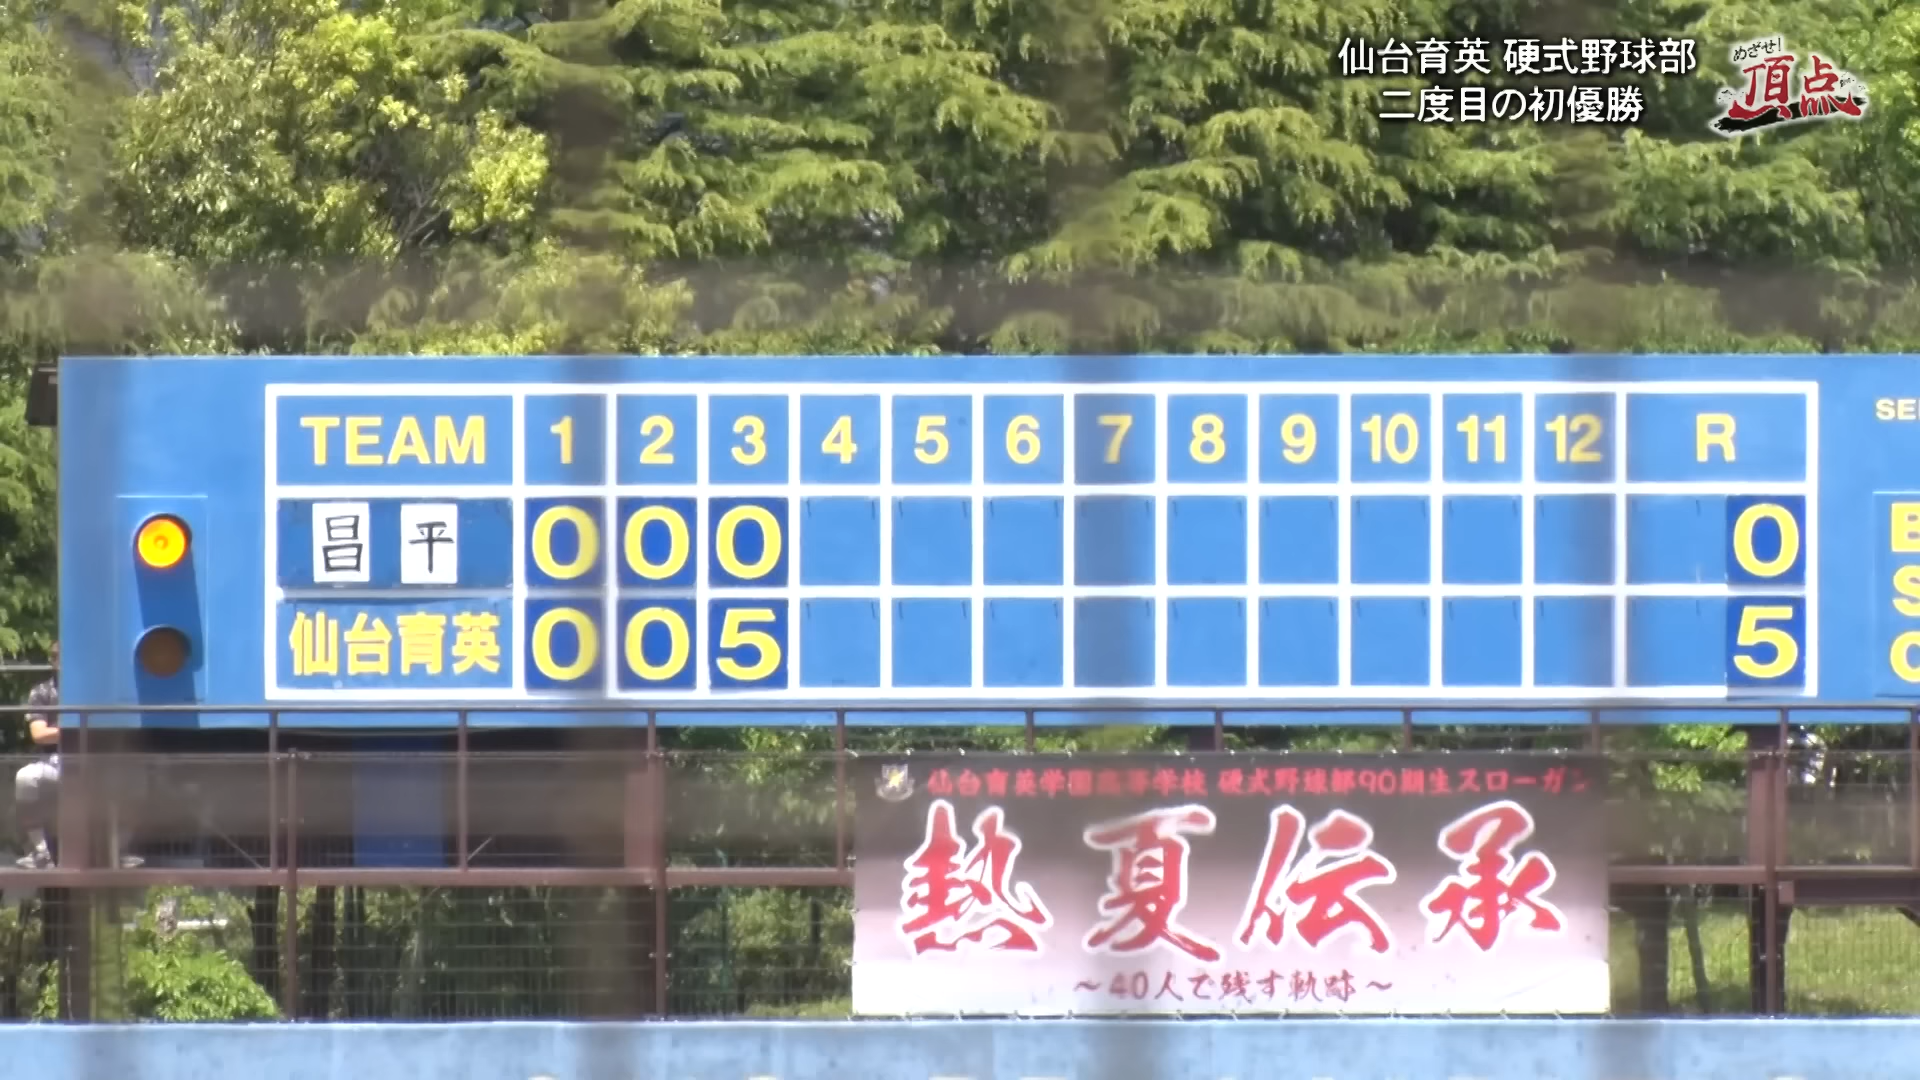 仙台育英 硬式野球部
二度目の初優勝
めざせ!
頂点
TEAM 1 2 3 4 5 6 7 8 9 10 11 12 R
昌平 0 0 0 0
仙台育英 0 0 5 5
SE
B
S
O
仙台育英学園高等学校 硬式野球部90期生スローガン
熱夏伝承
～40人で残す軌跡～